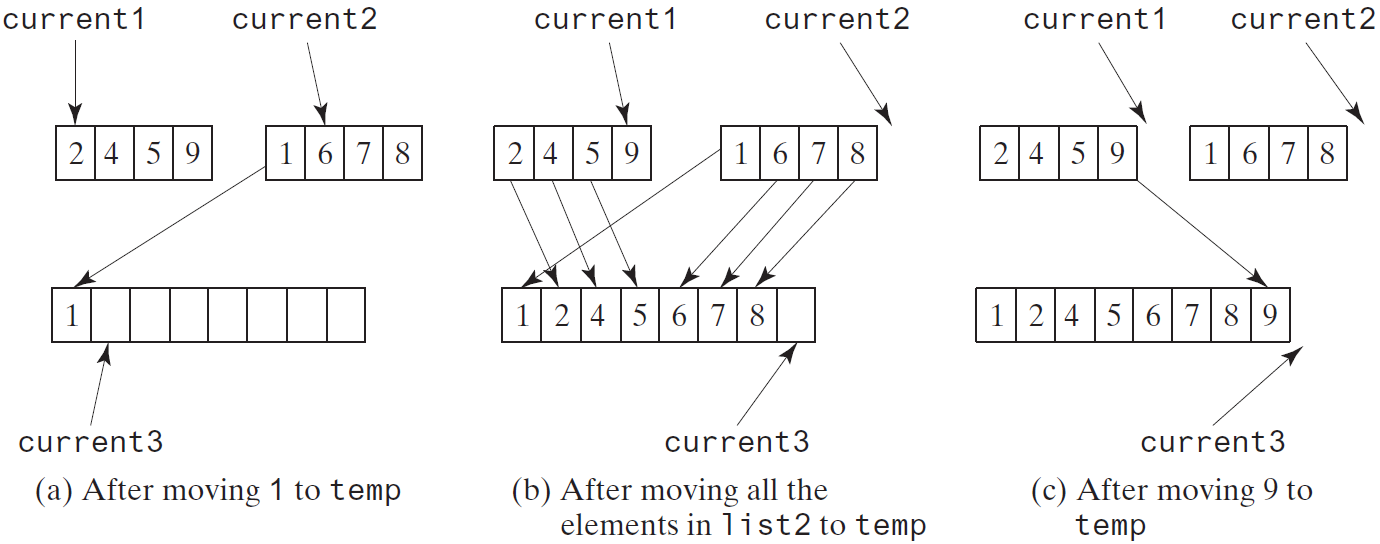 current1 current2 current1 current2 current1 current2
2 4 5 9 1 6 7 8 2 4 5 9 1 6 7 8 2 4 5 9 1 6 7 8
1 1 2 4 5 6 7 8 1 2 4 5 6 7 8 9
current3 current3 current3
(a) After moving 1 to temp (b) After moving all the (c) After moving 9 to
elements in list2 to temp temp